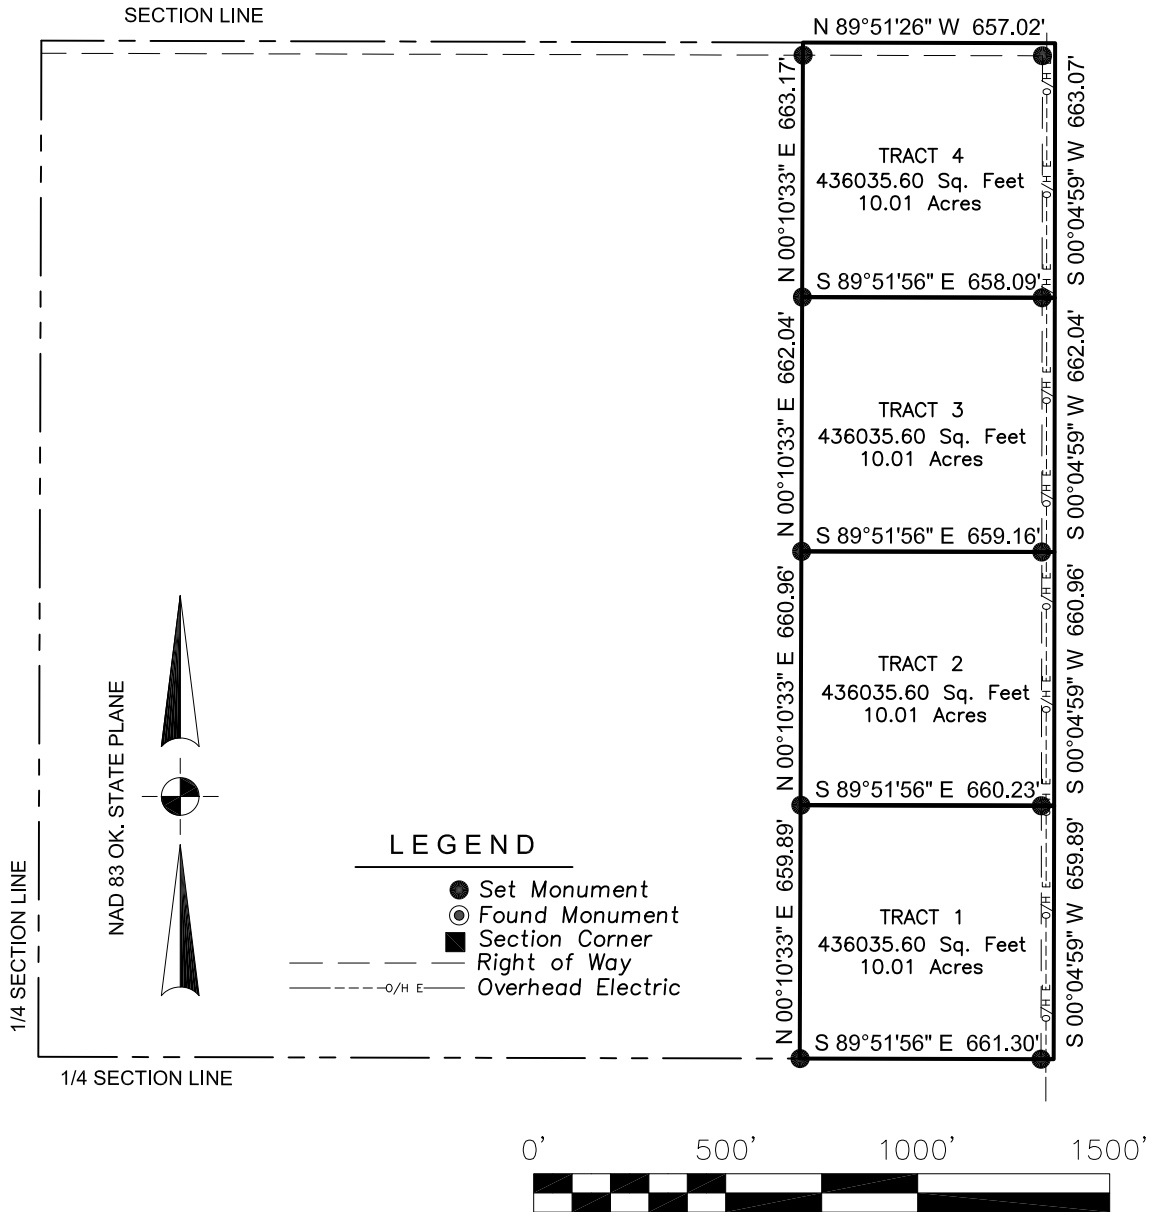 SECTION LINE
N 89°51'26" W 657.02'
N 00°10'33" E 663.17'
S 00°04'59" W 663.07'
O/H E
TRACT 4
436035.60 Sq. Feet
10.01 Acres
O/H E
O/H E
S 89°51'56" E 658.09'
N 00°10'33" E 662.04'
S 00°04'59" W 662.04'
O/H E
TRACT 3
436035.60 Sq. Feet
10.01 Acres
O/H E
S 89°51'56" E 659.16'
N 00°10'33" E 660.96'
S 00°04'59" W 660.96'
O/H E
TRACT 2
436035.60 Sq. Feet
10.01 Acres
O/H E
O/H E
S 89°51'56" E 660.23'
N 00°10'33" E 659.89'
S 00°04'59" W 659.89'
O/H E
TRACT 1
436035.60 Sq. Feet
10.01 Acres
O/H E
S 89°51'56" E 661.30'
NAD 83 OK. STATE PLANE
1/4 SECTION LINE
LEGEND
Set Monument
Found Monument
Section Corner
Right of Way
O/H E
Overhead Electric
1/4 SECTION LINE
0' 500' 1000' 1500'